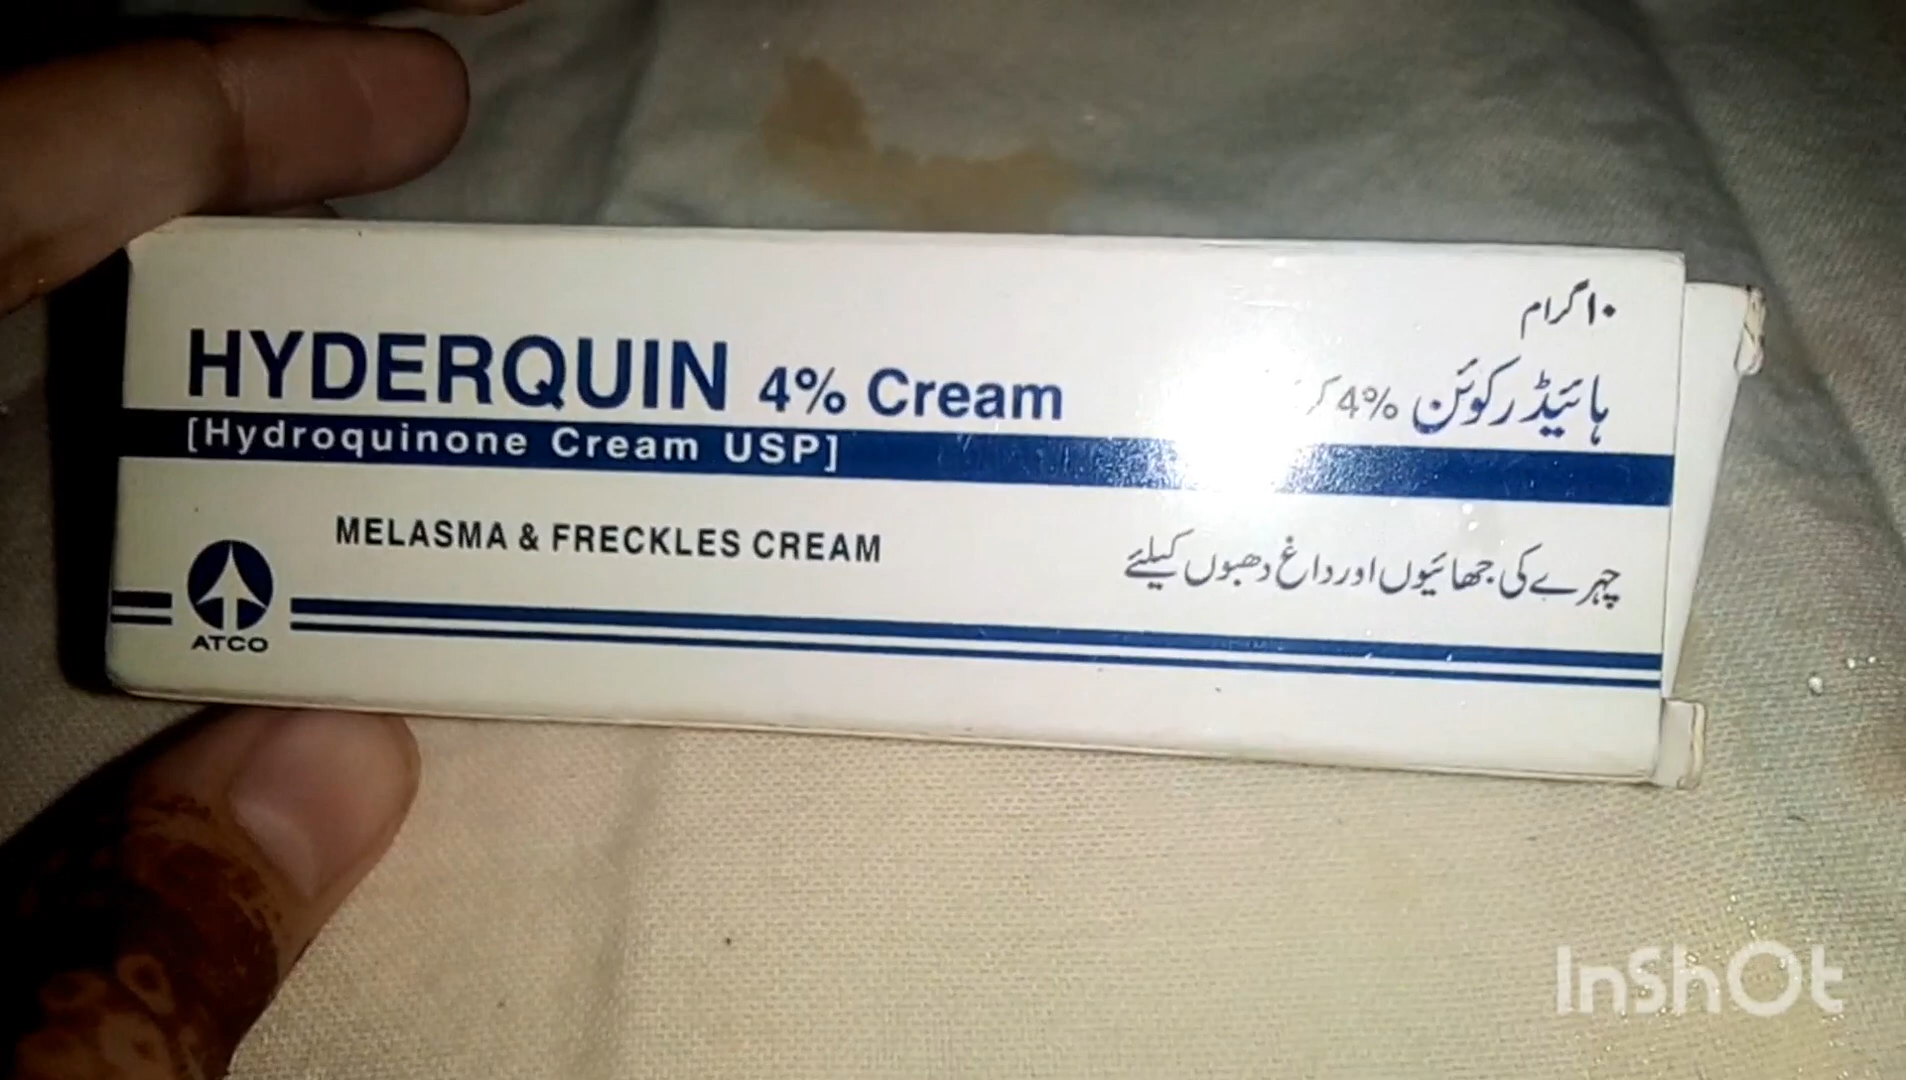 ۱۰ گرام
HYDERQUIN 4% Cream
ہائیڈرکوئن 4%
[Hydroquinone Cream USP]
MELASMA & FRECKLES CREAM
چہرے کی جھائیوں اور داغ دھبوں کیلئے
ATCO
InShOt